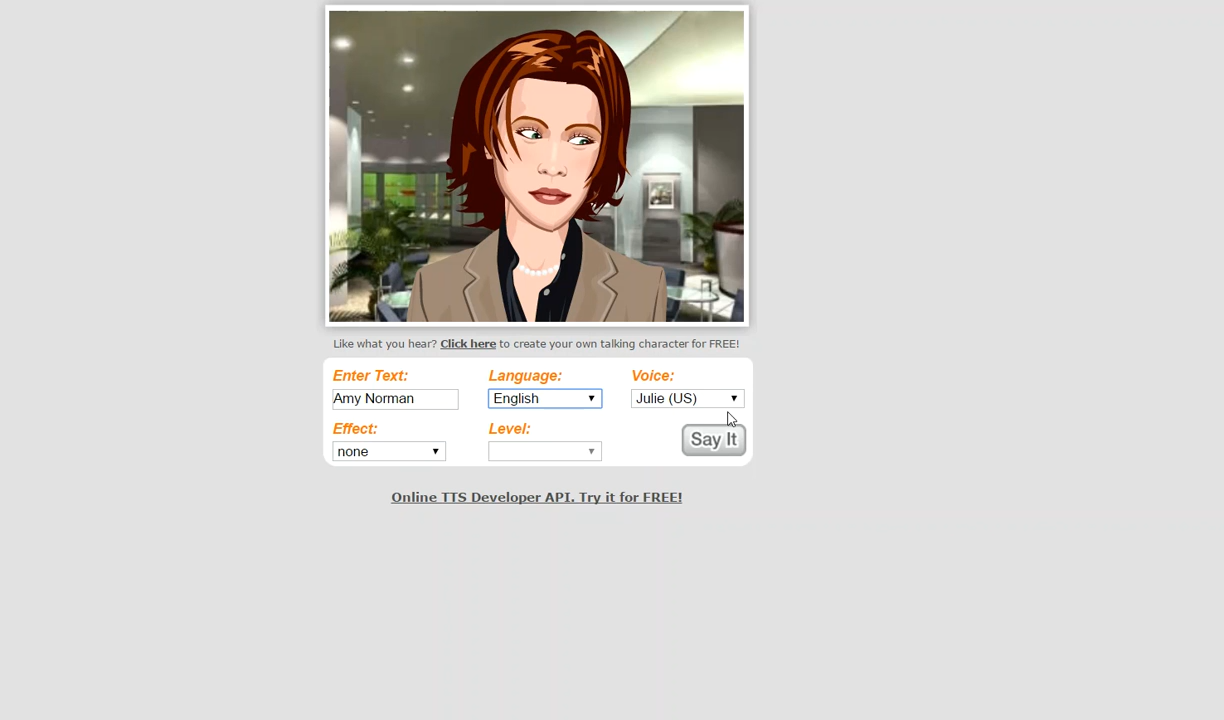 Like what you hear? Click here to create your own talking character for FREE!
Enter Text: Language: Voice:
Amy Norman English Julie (US)
Effect: Level:
none Say It
Online TTS Developer API. Try it for FREE!